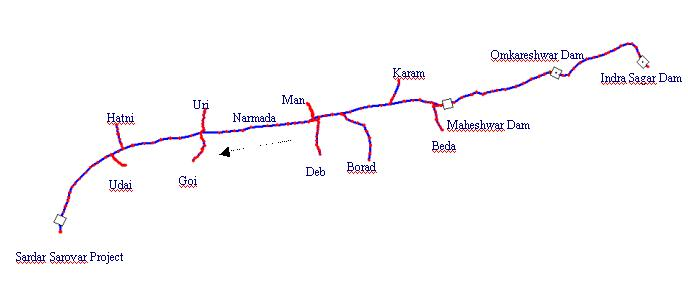 Omkareshwar Dam
Indra Sagar Dam
Karam
Man
Uri
Narmada
Hatni
Maheshwar Dam
Beda
Borad
Deb
Goi
Udai
Sardar Sarovar Project